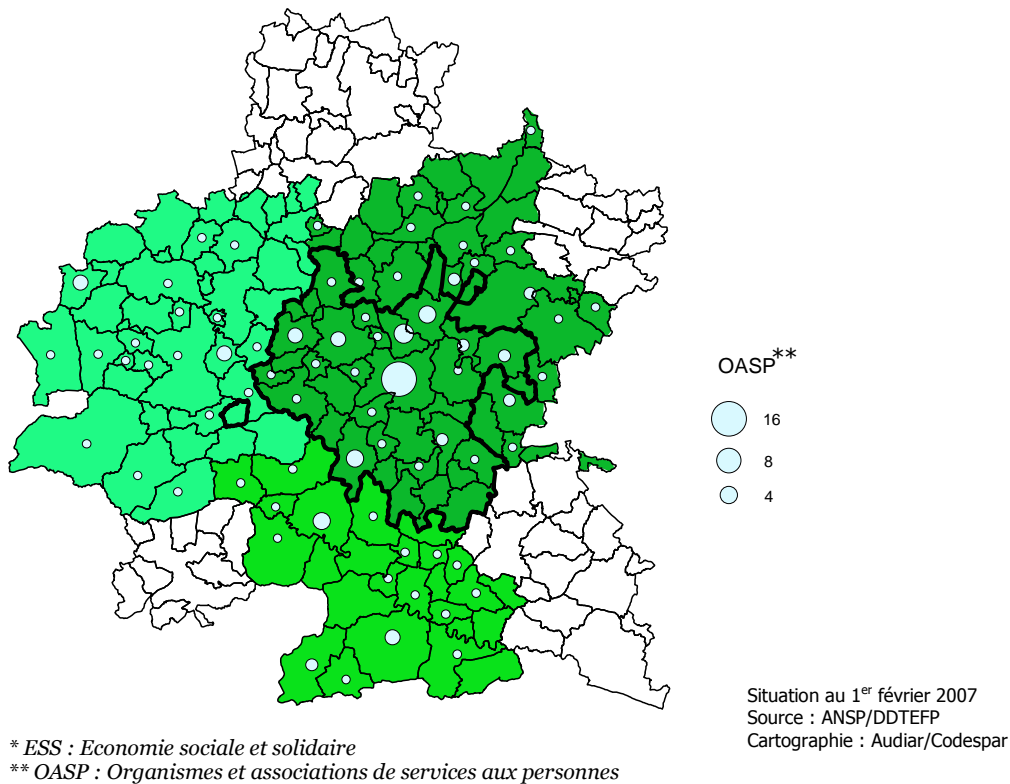 OASP**
16
8
4
Situation au 1er février 2007
Source : ANSP/DDTEFP
Cartographie : Audiar/Codespar
* ESS : Economie sociale et solidaire
** OASP : Organismes et associations de services aux personnes